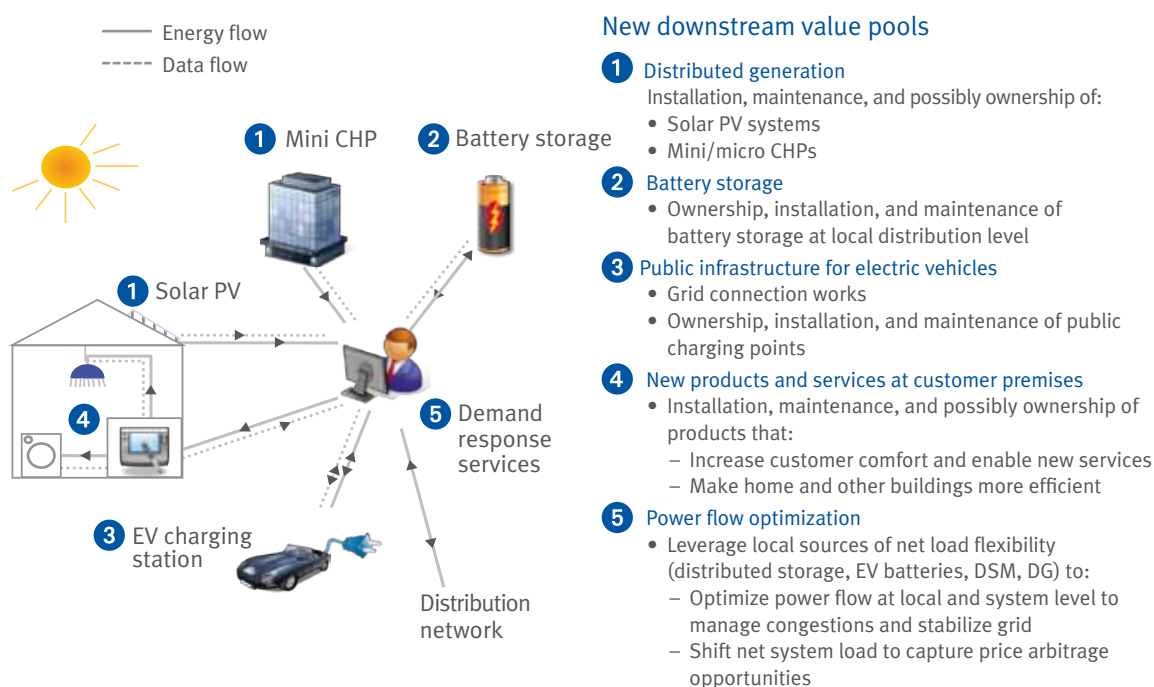 Energy flow
Data flow
1 Mini CHP
2 Battery storage
1 Solar PV
4
5 Demand
response
services
3 EV charging
station
Distribution
network
New downstream value pools
1 Distributed generation
Installation, maintenance, and possibly ownership of:
• Solar PV systems
• Mini/micro CHPs
2 Battery storage
• Ownership, installation, and maintenance of
battery storage at local distribution level
3 Public infrastructure for electric vehicles
• Grid connection works
• Ownership, installation, and maintenance of public
charging points
4 New products and services at customer premises
• Installation, maintenance, and possibly ownership of
products that:
– Increase customer comfort and enable new services
– Make home and other buildings more efficient
5 Power flow optimization
• Leverage local sources of net load flexibility
(distributed storage, EV batteries, DSM, DG) to:
– Optimize power flow at local and system level to
manage congestions and stabilize grid
– Shift net system load to capture price arbitrage
opportunities